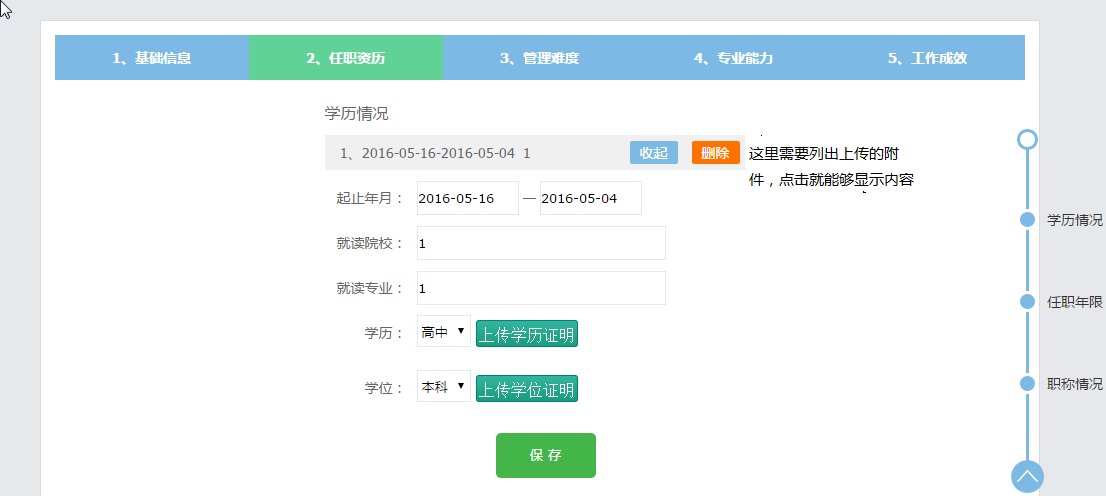 1、基础信息 2、任职资历 3、管理难度 4、专业能力 5、工作成效
学历情况
1、2016-05-16-2016-05-04 1 收起 删除
这里需要列出上传的附
件，点击就能够显示内容
起止年月： 2016-05-16 — 2016-05-04
学历情况
就读院校： 1
就读专业： 1
任职年限
学历： 高中 上传学历证明
学位： 本科 上传学位证明
职称情况
保存